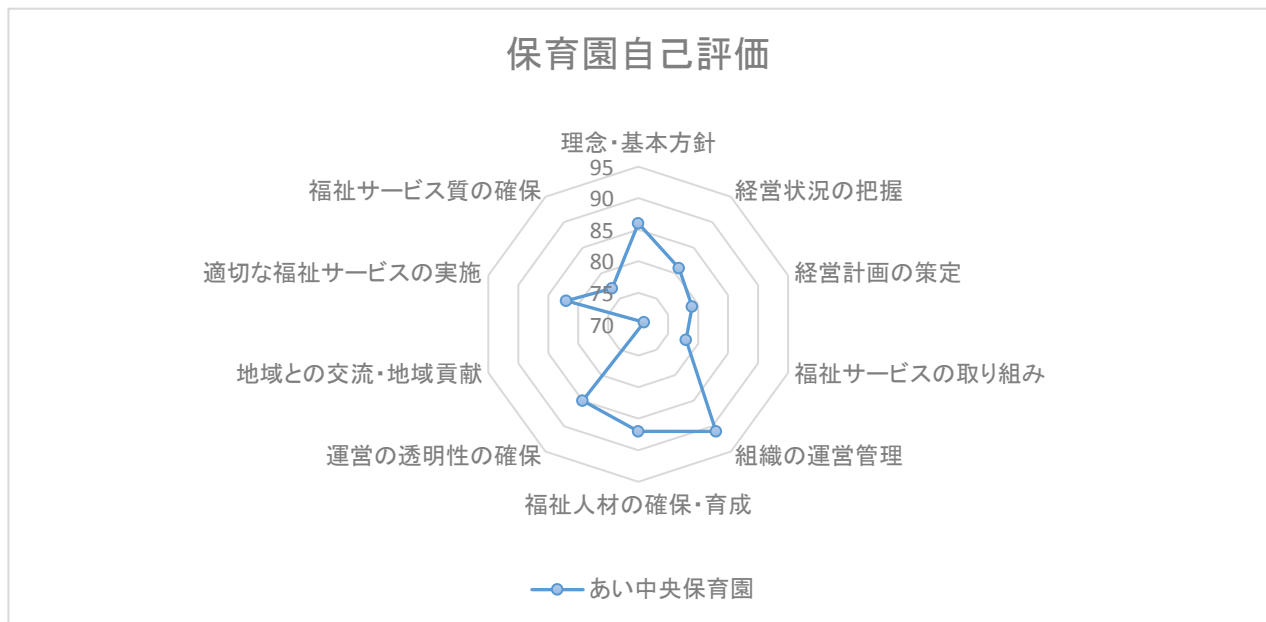 保育園自己評価
理念・基本方針
95
90
85
80
75
70
経営状況の把握
経営計画の策定
福祉サービスの取り組み
組織の運営管理
福祉人材の確保・育成
運営の透明性の確保
地域との交流・地域貢献
適切な福祉サービスの実施
福祉サービス質の確保
あい中央保育園